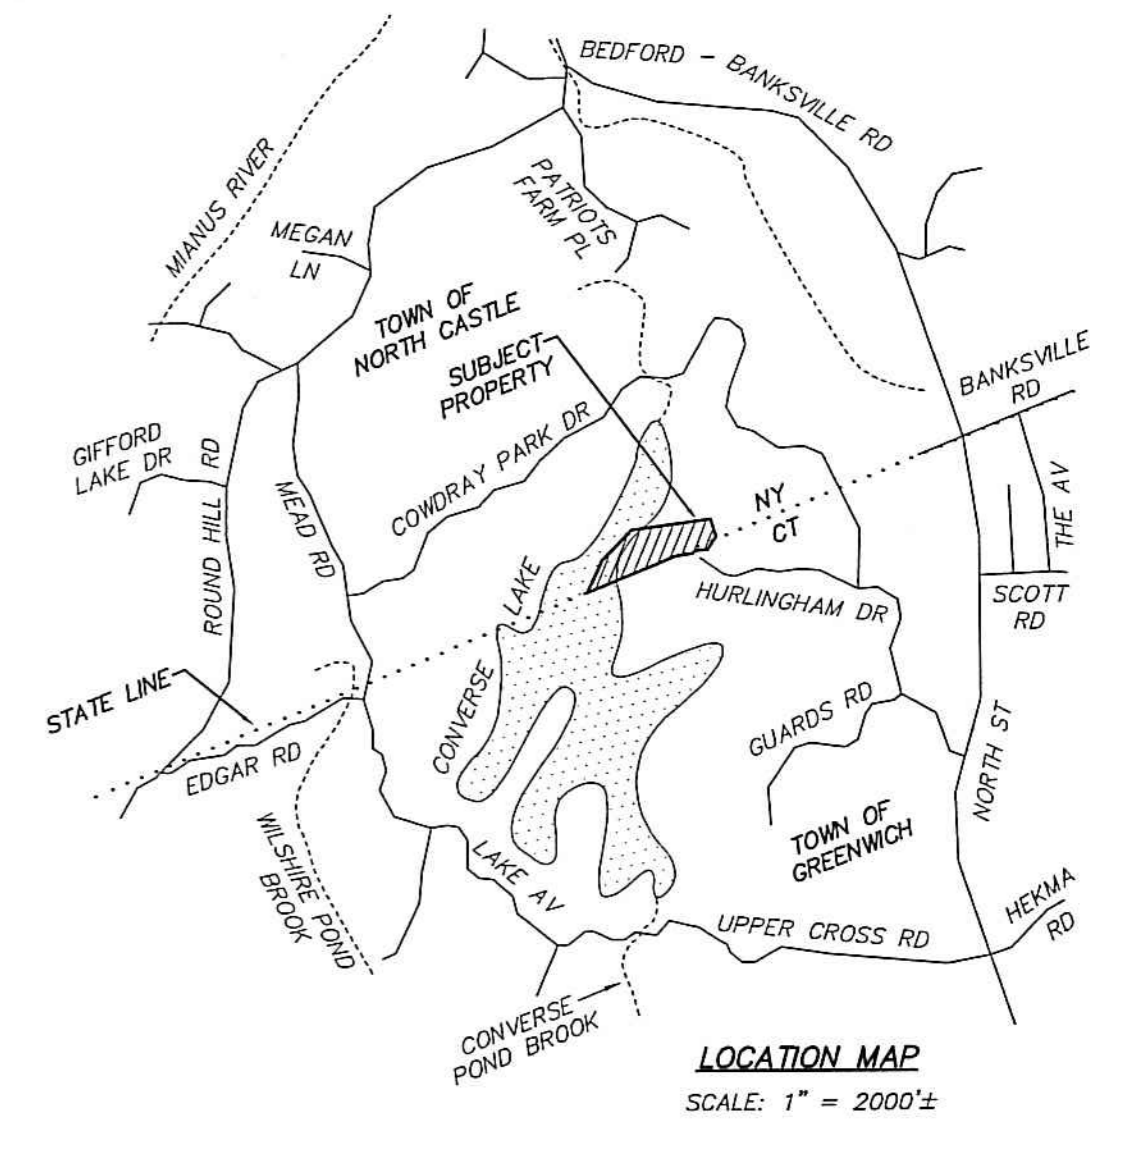 BEDFORD - BANKSVILLE RD
MIANUS RIVER
PATRIOTS
FARM PL
MEGAN
LN
TOWN OF
NORTH CASTLE
SUBJECT
PROPERTY
BANKSVILLE
RD
GIFFORD
LAKE DR
ROUND HILL RD
MEAD RD
COWDRAY PARK DR
NY
CT
THE AV
SCOTT
RD
HURLINGHAM DR
CONVERSE LAKE
STATE LINE
EDGAR RD
GUARDS RD
NORTH ST
WILSHIRE POND
BROOK
LAKE AV
TOWN OF
GREENWICH
HEKMA
RD
UPPER CROSS RD
CONVERSE
POND BROOK
LOCATION MAP
SCALE: 1" = 2000'±